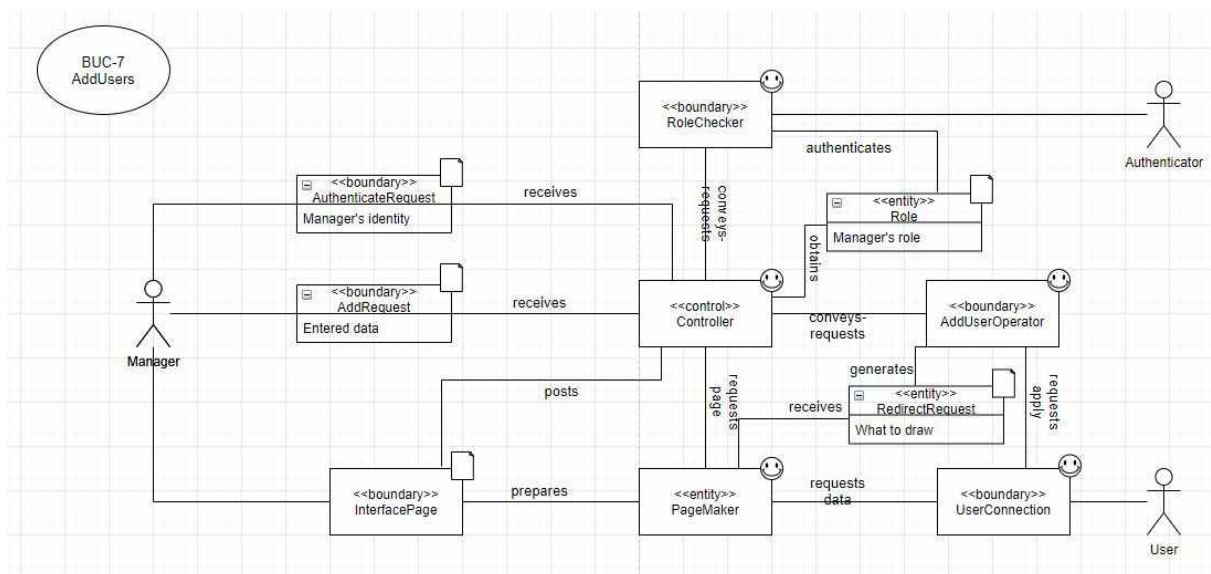 BUC-7
AddUsers
<<boundary>>
RoleChecker
authenticates
Authenticator
<<boundary>>
AuthenticateRequest
Manager's identity
receives
conveys-
requests
<<entity>>
Role
Manager's role
obtains
<<boundary>>
AddRequest
Entered data
receives
<<control>>
Controller
conveys-
requests
<<boundary>>
AddUserOperator
Manager
posts
requests
page
generates
receives
<<entity>>
RedirectRequest
What to draw
requests
apply
<<boundary>>
InterfacePage
prepares
<<entity>>
PageMaker
requests
data
<<boundary>>
UserConnection
User